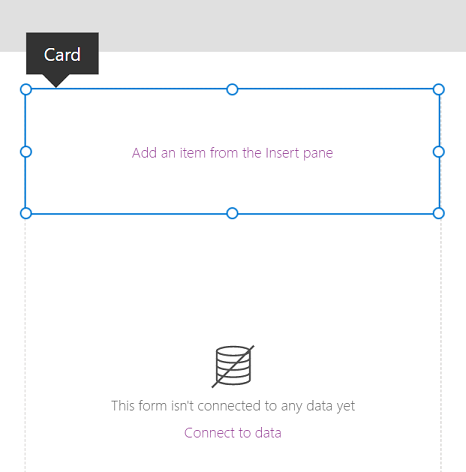 Card
Add an item from the Insert pane
This form isn't connected to any data yet
Connect to data